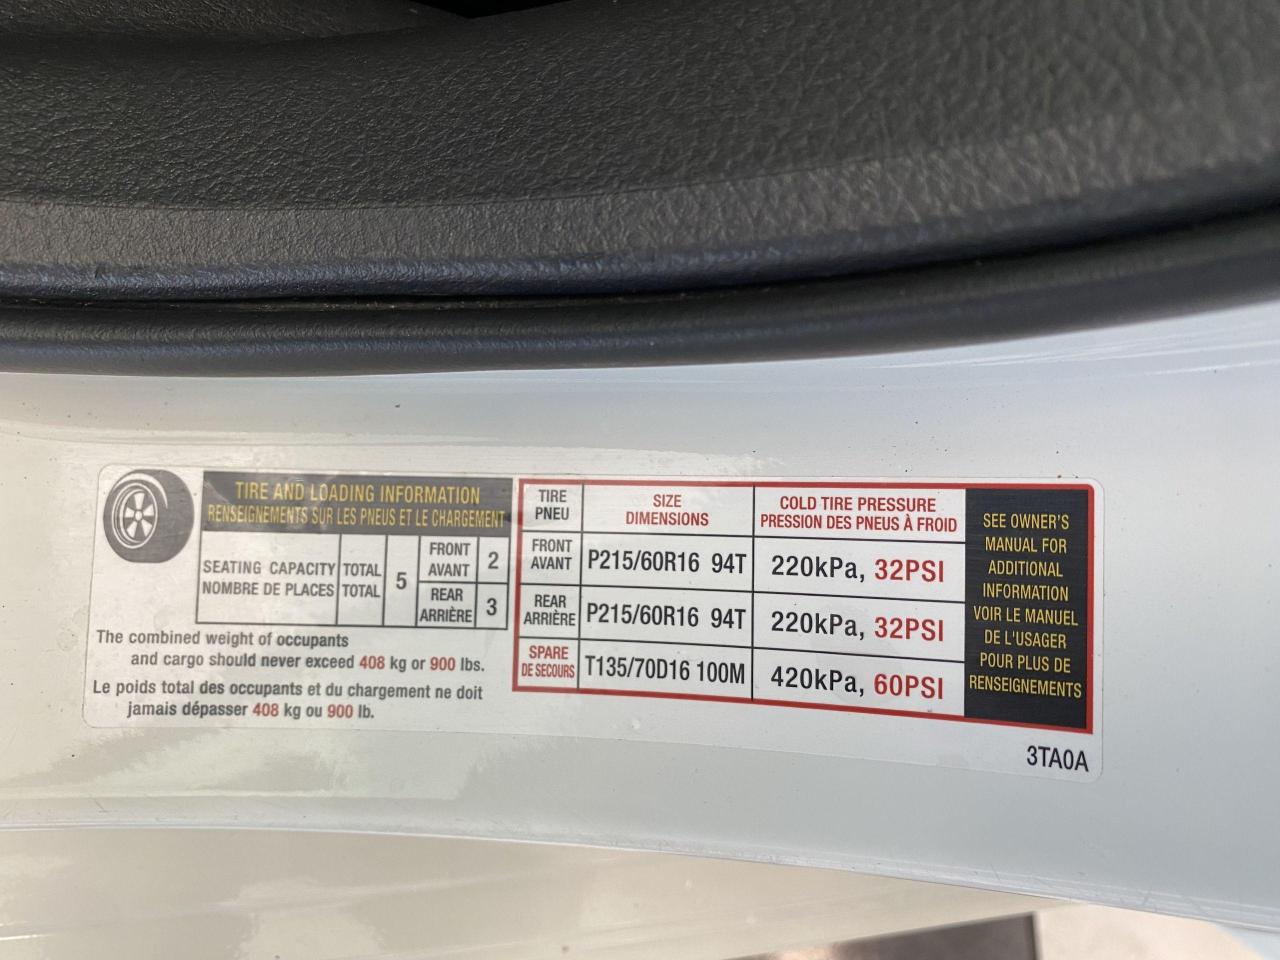 TIRE AND LOADING INFORMATION
RENSEIGNEMENTS SUR LES PNEUS ET LE CHARGEMENT
SEATING CAPACITY
NOMBRE DE PLACES
TOTAL
TOTAL
5
FRONT
AVANT
2
REAR
ARRIÈRE
3
The combined weight of occupants
and cargo should never exceed 408 kg or 900 lbs.
Le poids total des occupants et du chargement ne doit
jamais dépasser 408 kg ou 900 lb.
TIRE
PNEU
SIZE
DIMENSIONS
COLD TIRE PRESSURE
PRESSION DES PNEUS À FROID
FRONT
AVANT
P215/60R16 94T
220kPa, 32PSI
REAR
ARRIÈRE
P215/60R16 94T
220kPa, 32PSI
SPARE
DE SECOURS
T135/70D16 100M
420kPa, 60PSI
SEE OWNER'S
MANUAL FOR
ADDITIONAL
INFORMATION
VOIR LE MANUEL
DE L'USAGER
POUR PLUS DE
RENSEIGNEMENTS
3TA0A